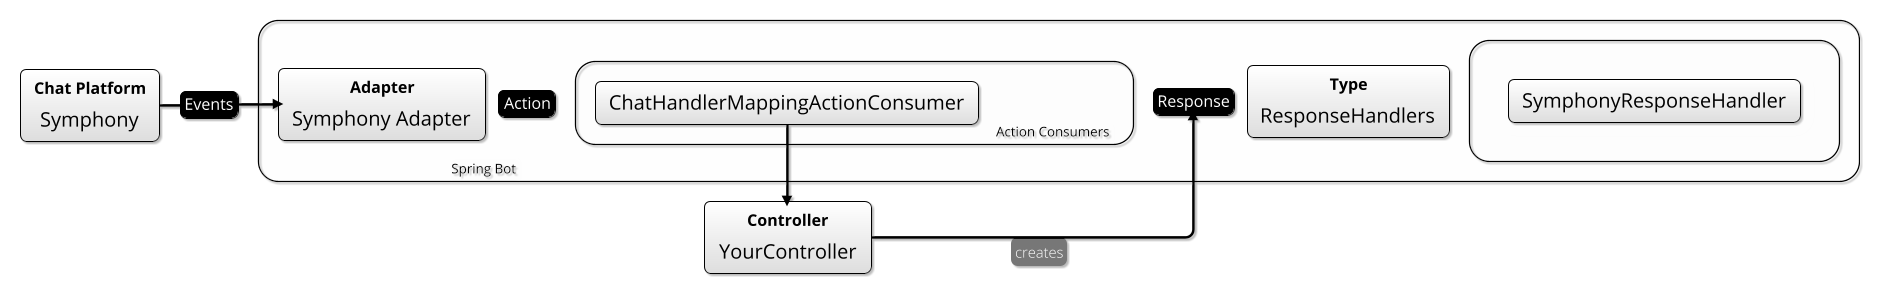 Chat Platform
Symphony
Events
Adapter
Symphony Adapter
Action
ChatHandlerMappingActionConsumer
Action Consumers
Response
Type
ResponseHandlers
SymphonyResponseHandler
Spring Bot
Controller
YourController
creates